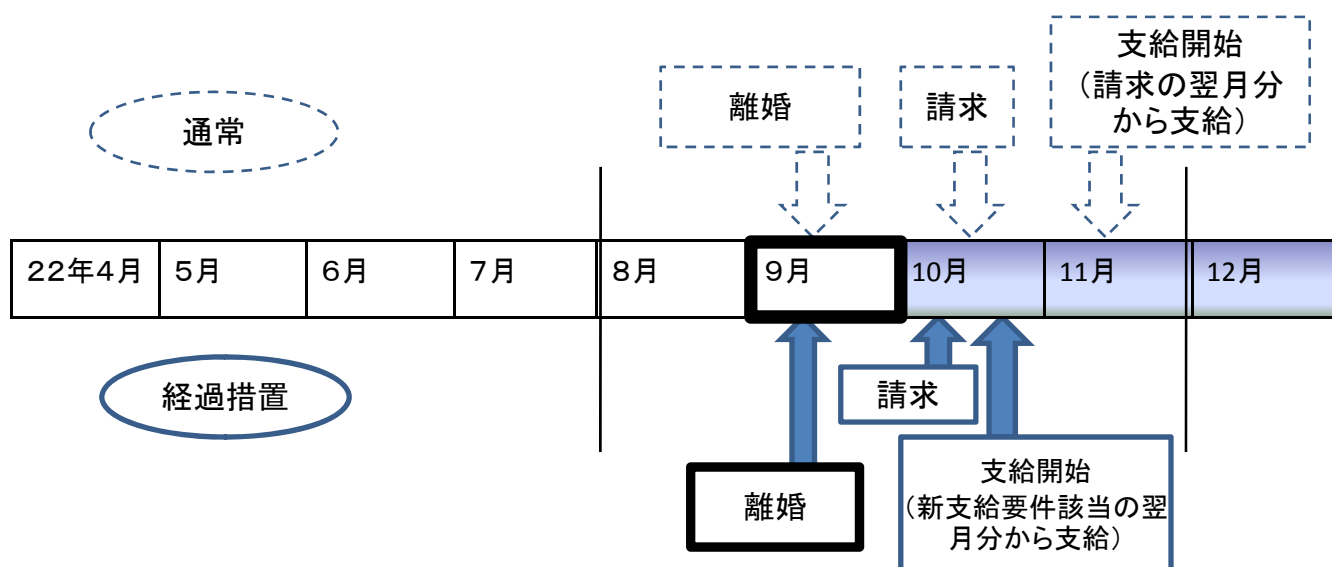 通常
離婚
請求
支給開始
（請求の翌月分
から支給）
２２年４月
５月
６月
７月
８月
９月
10月
11月
12月
経過措置
請求
離婚
支給開始
（新支給要件該当の翌
月分から支給）